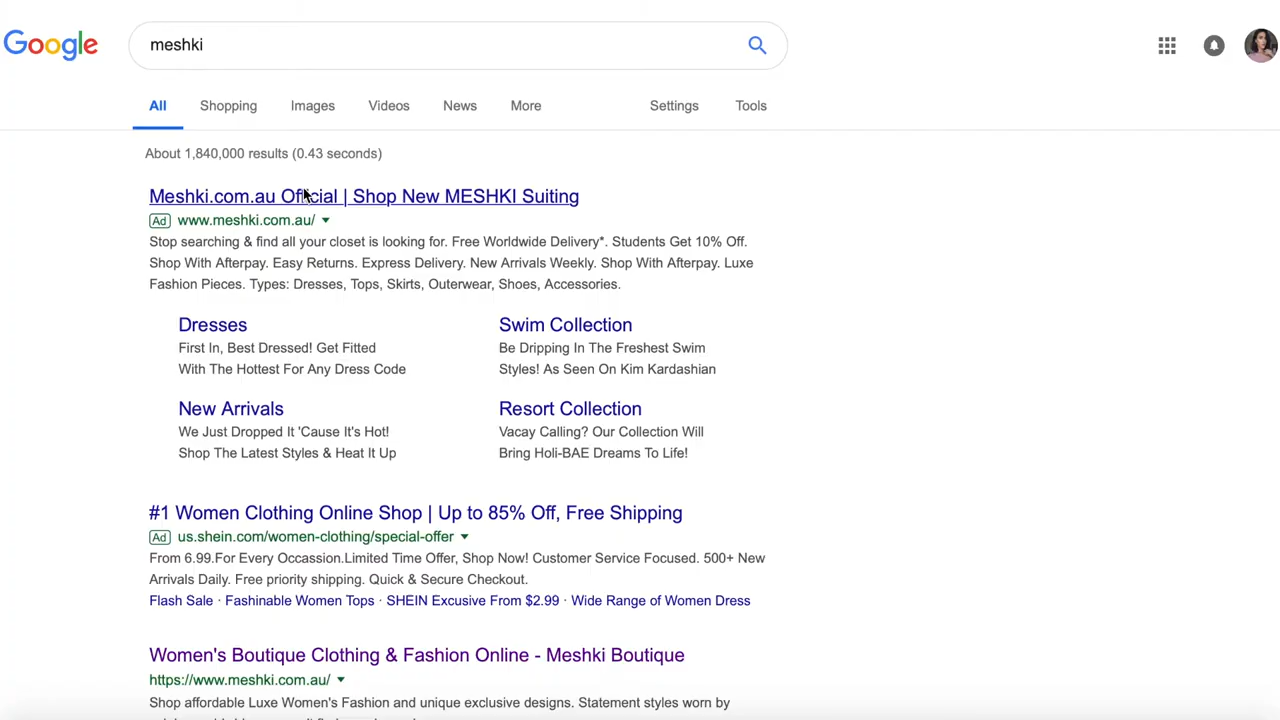 Google
meshki
All Shopping Images Videos News More Settings Tools
About 1,840,000 results (0.43 seconds)
Meshki.com.au Official | Shop New MESHKI Suiting
Ad www.meshki.com.au/
Stop searching & find all your closet is looking for. Free Worldwide Delivery*. Students Get 10% Off.
Shop With Afterpay. Easy Returns. Express Delivery. New Arrivals Weekly. Shop With Afterpay. Luxe
Fashion Pieces. Types: Dresses, Tops, Skirts, Outerwear, Shoes, Accessories.
Dresses
First In, Best Dressed! Get Fitted
With The Hottest For Any Dress Code
Swim Collection
Be Dripping In The Freshest Swim
Styles! As Seen On Kim Kardashian
New Arrivals
We Just Dropped It 'Cause It's Hot!
Shop The Latest Styles & Heat It Up
Resort Collection
Vacay Calling? Our Collection Will
Bring Holi-BAE Dreams To Life!
#1 Women Clothing Online Shop | Up to 85% Off, Free Shipping
Ad us.shein.com/women-clothing/special-offer
From 6.99.For Every Occassion.Limited Time Offer, Shop Now! Customer Service Focused. 500+ New
Arrivals Daily. Free priority shipping. Quick & Secure Checkout.
Flash Sale · Fashinable Women Tops · SHEIN Excusive From $2.99 · Wide Range of Women Dress
Women's Boutique Clothing & Fashion Online - Meshki Boutique
https://www.meshki.com.au/
Shop affordable Luxe Women's Fashion and unique exclusive designs. Statement styles worn by